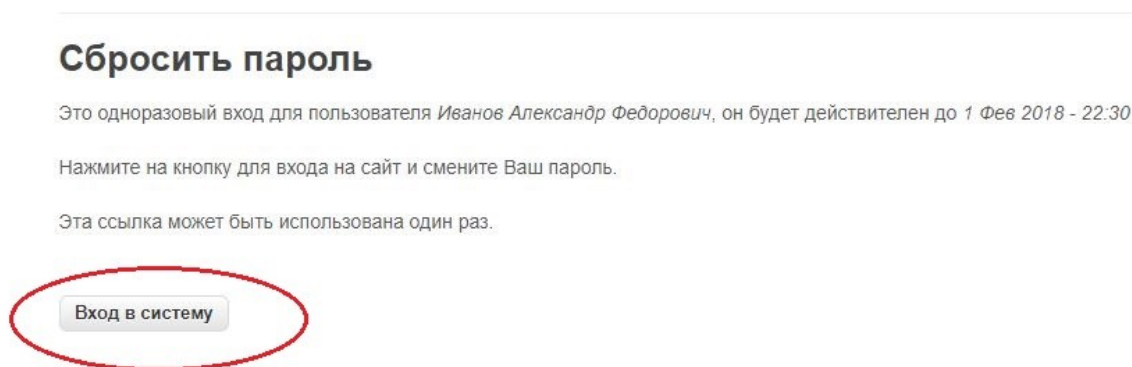 Сбросить пароль
Это одноразовый вход для пользователя Иванов Александр Федорович, он будет действителен до 1 Фев 2018 - 22:30
Нажмите на кнопку для входа на сайт и смените Ваш пароль.
Эта ссылка может быть использована один раз.
Вход в систему